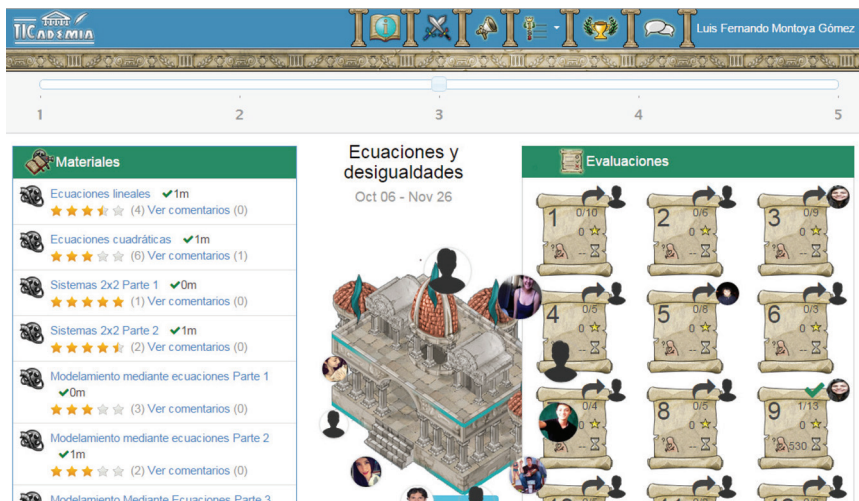 TICADEMIA
Luis Fernando Montoya Gómez
1 2 3 4 5
Materiales
Ecuaciones lineales 1m
(4) Ver comentarios (0)
Ecuaciones cuadráticas 1m
(6) Ver comentarios (1)
Sistemas 2x2 Parte 1 0m
(1) Ver comentarios (0)
Sistemas 2x2 Parte 2 1m
(2) Ver comentarios (0)
Modelamiento mediante ecuaciones Parte 1
0m
(3) Ver comentarios (0)
Modelamiento Mediante ecuaciones Parte 2
1m
(2) Ver comentarios (0)
Modelamiento Mediante Ecuaciones Parte 3
Ecuaciones y
desigualdades
Oct 06 - Nov 26
Evaluaciones
1 0/10
0
--
2 0/6
0
--
3 0/9
0
--
4 0/5
0
--
5 0/8
0
--
6 0/3
0
--
0/4
0
--
8 0/5
0
--
9 1/13
0
530